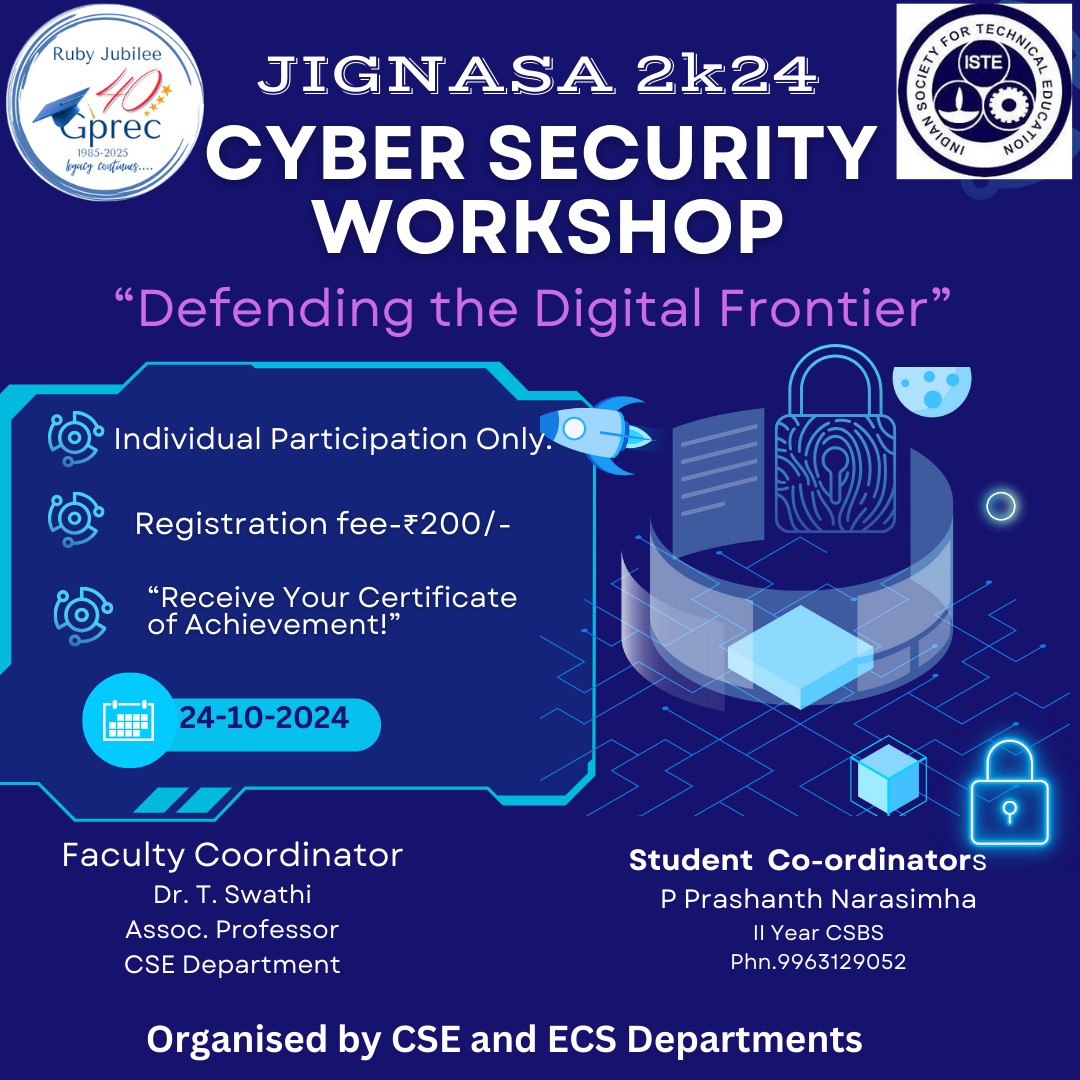 Ruby Jubilee
40
Gprec
1985-2025
legacy continues....
INDIAN SOCIETY FOR TECHNICAL EDUCATION
ISTE
JIGNASA 2k24
CYBER SECURITY
WORKSHOP
“Defending the Digital Frontier”
Individual Participation Only.
Registration fee-₹200/-
“Receive Your Certificate
of Achievement!”
24-10-2024
Faculty Coordinator
Dr. T. Swathi
Assoc. Professor
CSE Department
Student Co-ordinators
P Prashanth Narasimha
II Year CSBS
Phn.9963129052
Organised by CSE and ECS Departments